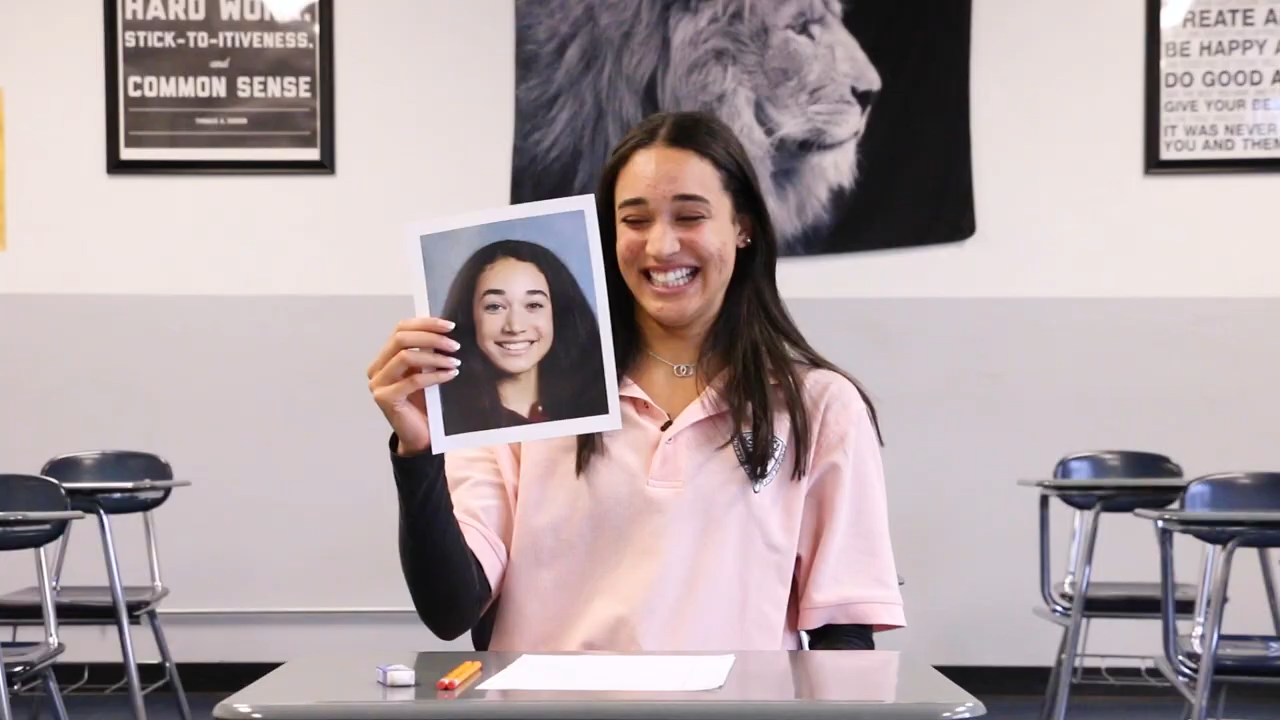 HARD WORK,
STICK-TO-ITIVENESS,
and
COMMON SENSE
REATE A
BE HAPPY A
DO GOOD A
GIVE YOUR BE
IT WAS NEVER
YOU AND THEM